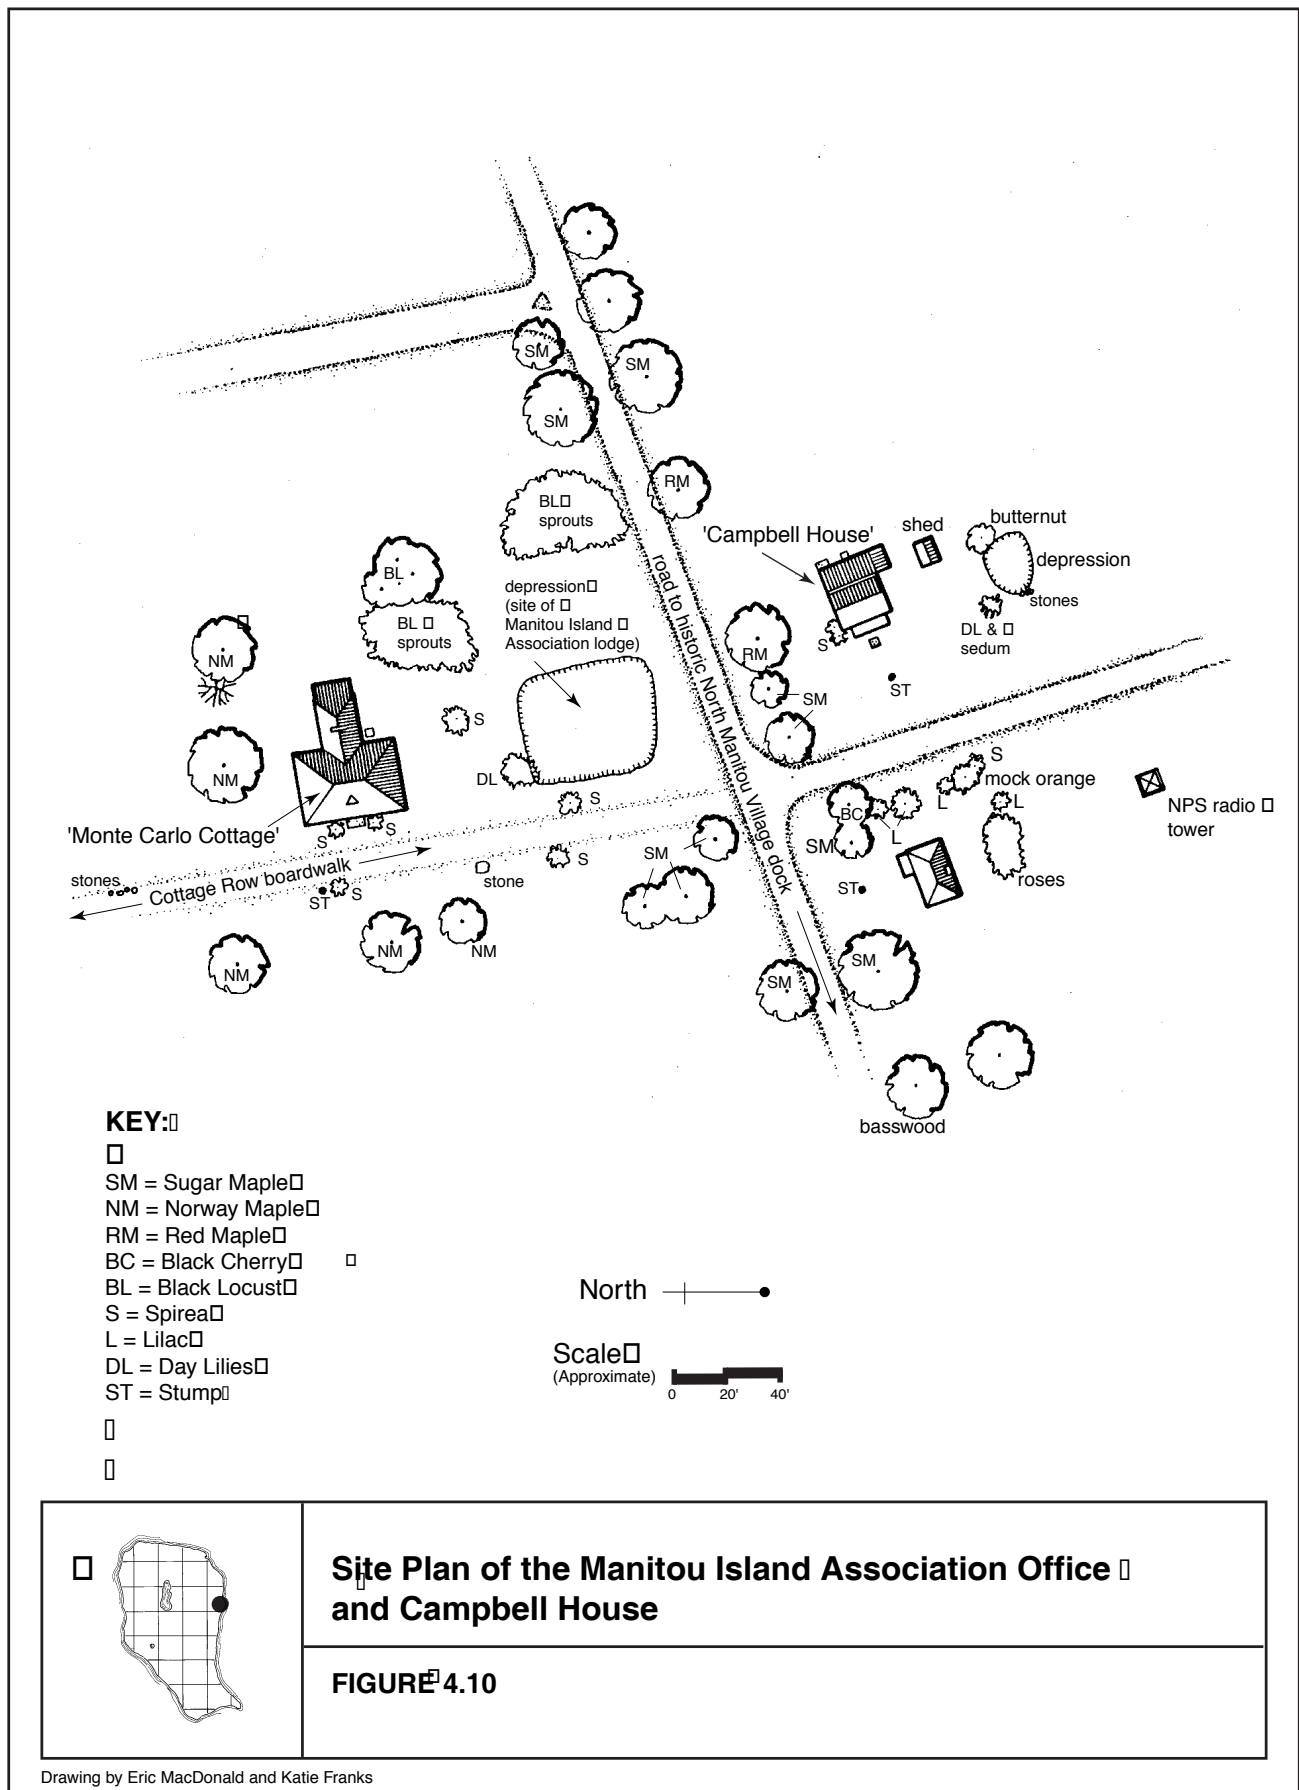 SM
SM
SM
RM
BL
sprouts
'Campbell House'
shed
butternut
depression
stones
DL &
sedum
BL
BL
sprouts
depression
(site of
Manitou Island
Association lodge)
road to historic North Manitou Village dock
NM
RM
S
SM
ST
S
NM
DL
S
S
mock orange
L
L
NPS radio
tower
BC
L
SM
'Monte Carlo Cottage'
S
S
S
SM
stones
Cottage Row boardwalk
ST
S
stone
ST
roses
NM
NM
NM
SM
SM
basswood
KEY:
SM = Sugar Maple
NM = Norway Maple
RM = Red Maple
BC = Black Cherry
BL = Black Locust
S = Spirea
L = Lilac
DL = Day Lilies
ST = Stump
North
Scale
(Approximate)
0 20' 40'
Site Plan of the Manitou Island Association Office
and Campbell House
FIGURE 4.10
Drawing by Eric MacDonald and Katie Franks